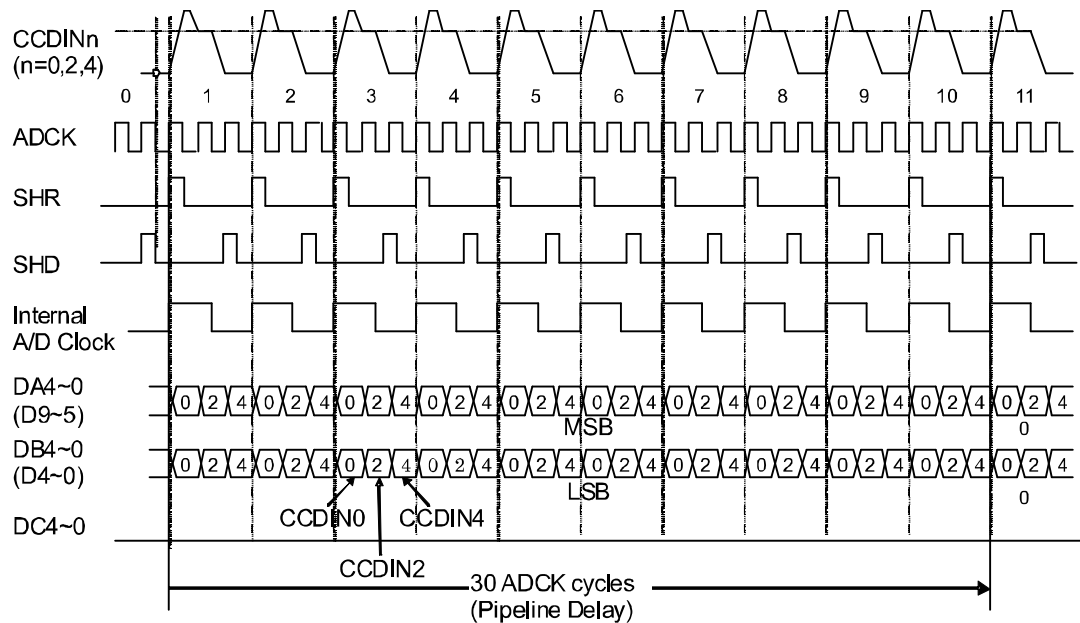 CCDINn
(n=0,2,4)
0 1 2 3 4 5 6 7 8 9 10 11
ADCK
SHR
SHD
Internal
A/D Clock
DA4~0
(D9~5)
0 2 4 0 2 4 0 2 4 0 2 4 0 2 4 0 2 4 0 2 4 0 2 4 0 2 4 0 2 4 0 2 4
MSB
0
DB4~0
(D4~0)
0 2 4 0 2 4 0 2 4 0 2 4 0 2 4 0 2 4 0 2 4 0 2 4 0 2 4 0 2 4 0 2 4
LSB
0
CCDIN0 CCDIN4
DC4~0
CCDIN2
30 ADCK cycles
(Pipeline Delay)